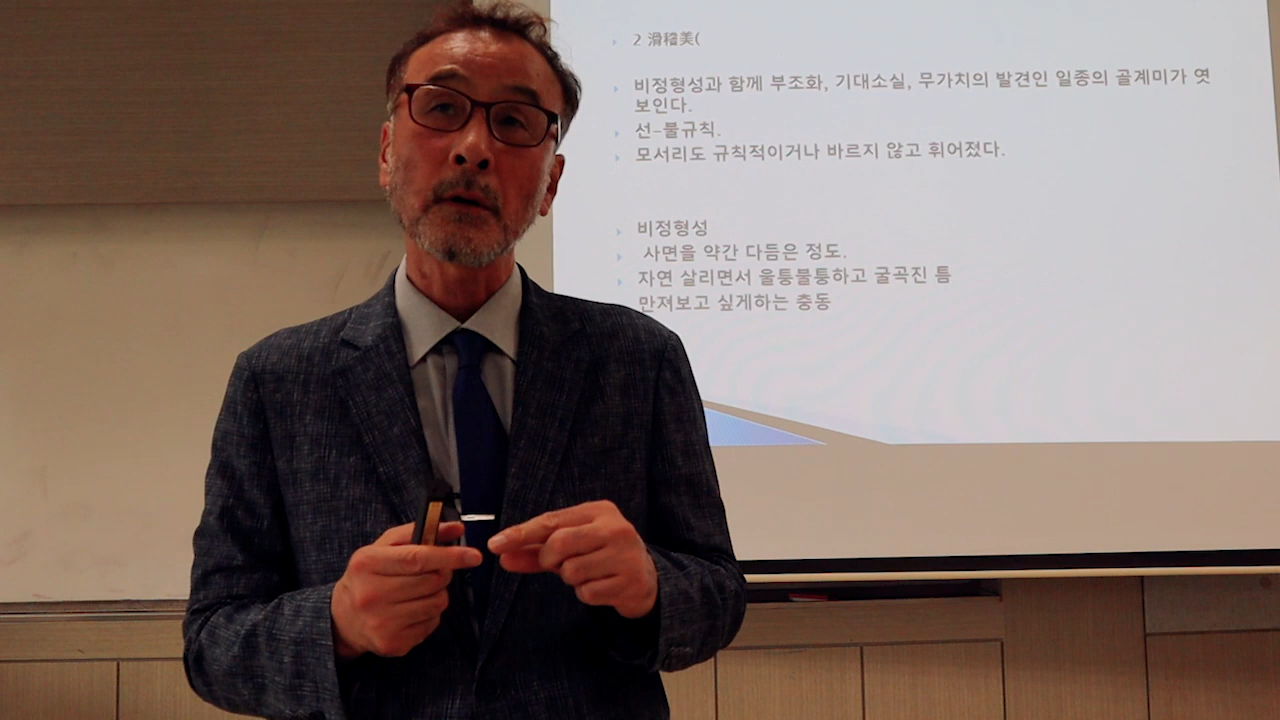 2 滑稽美(
비정형성과 함께 부조화, 기대소실, 무가치의 발견인 일종의 골계미가 엿
보인다.
선-불규칙.
모서리도 규칙적이거나 바르지 않고 휘어졌다.
비정형성
사면을 약간 다듬은 정도.
자연 살리면서 울퉁불퉁하고 굴곡진 틈
만져보고 싶게하는 충동